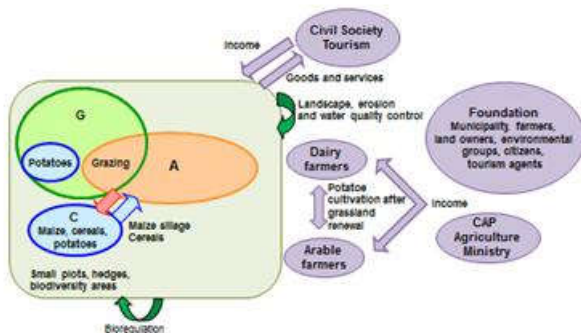 Civil Society
Tourism
Income
Goods and services
Landscape, erosion
and water quality control
G
Potatoes
Grazing
A
C
Maize, cereals,
potatoes
Maize sillage
Cereals
Small plots, hedges,
biodiversity areas
Bioregulation
Dairy
farmers
Potatoe
cultivation after
grassland
renewal
Arable
farmers
Income
Foundation
Municipality. farmers,
land owners, environmental
groups, citizens,
tourism agents
CAP
Agriculture
Ministry